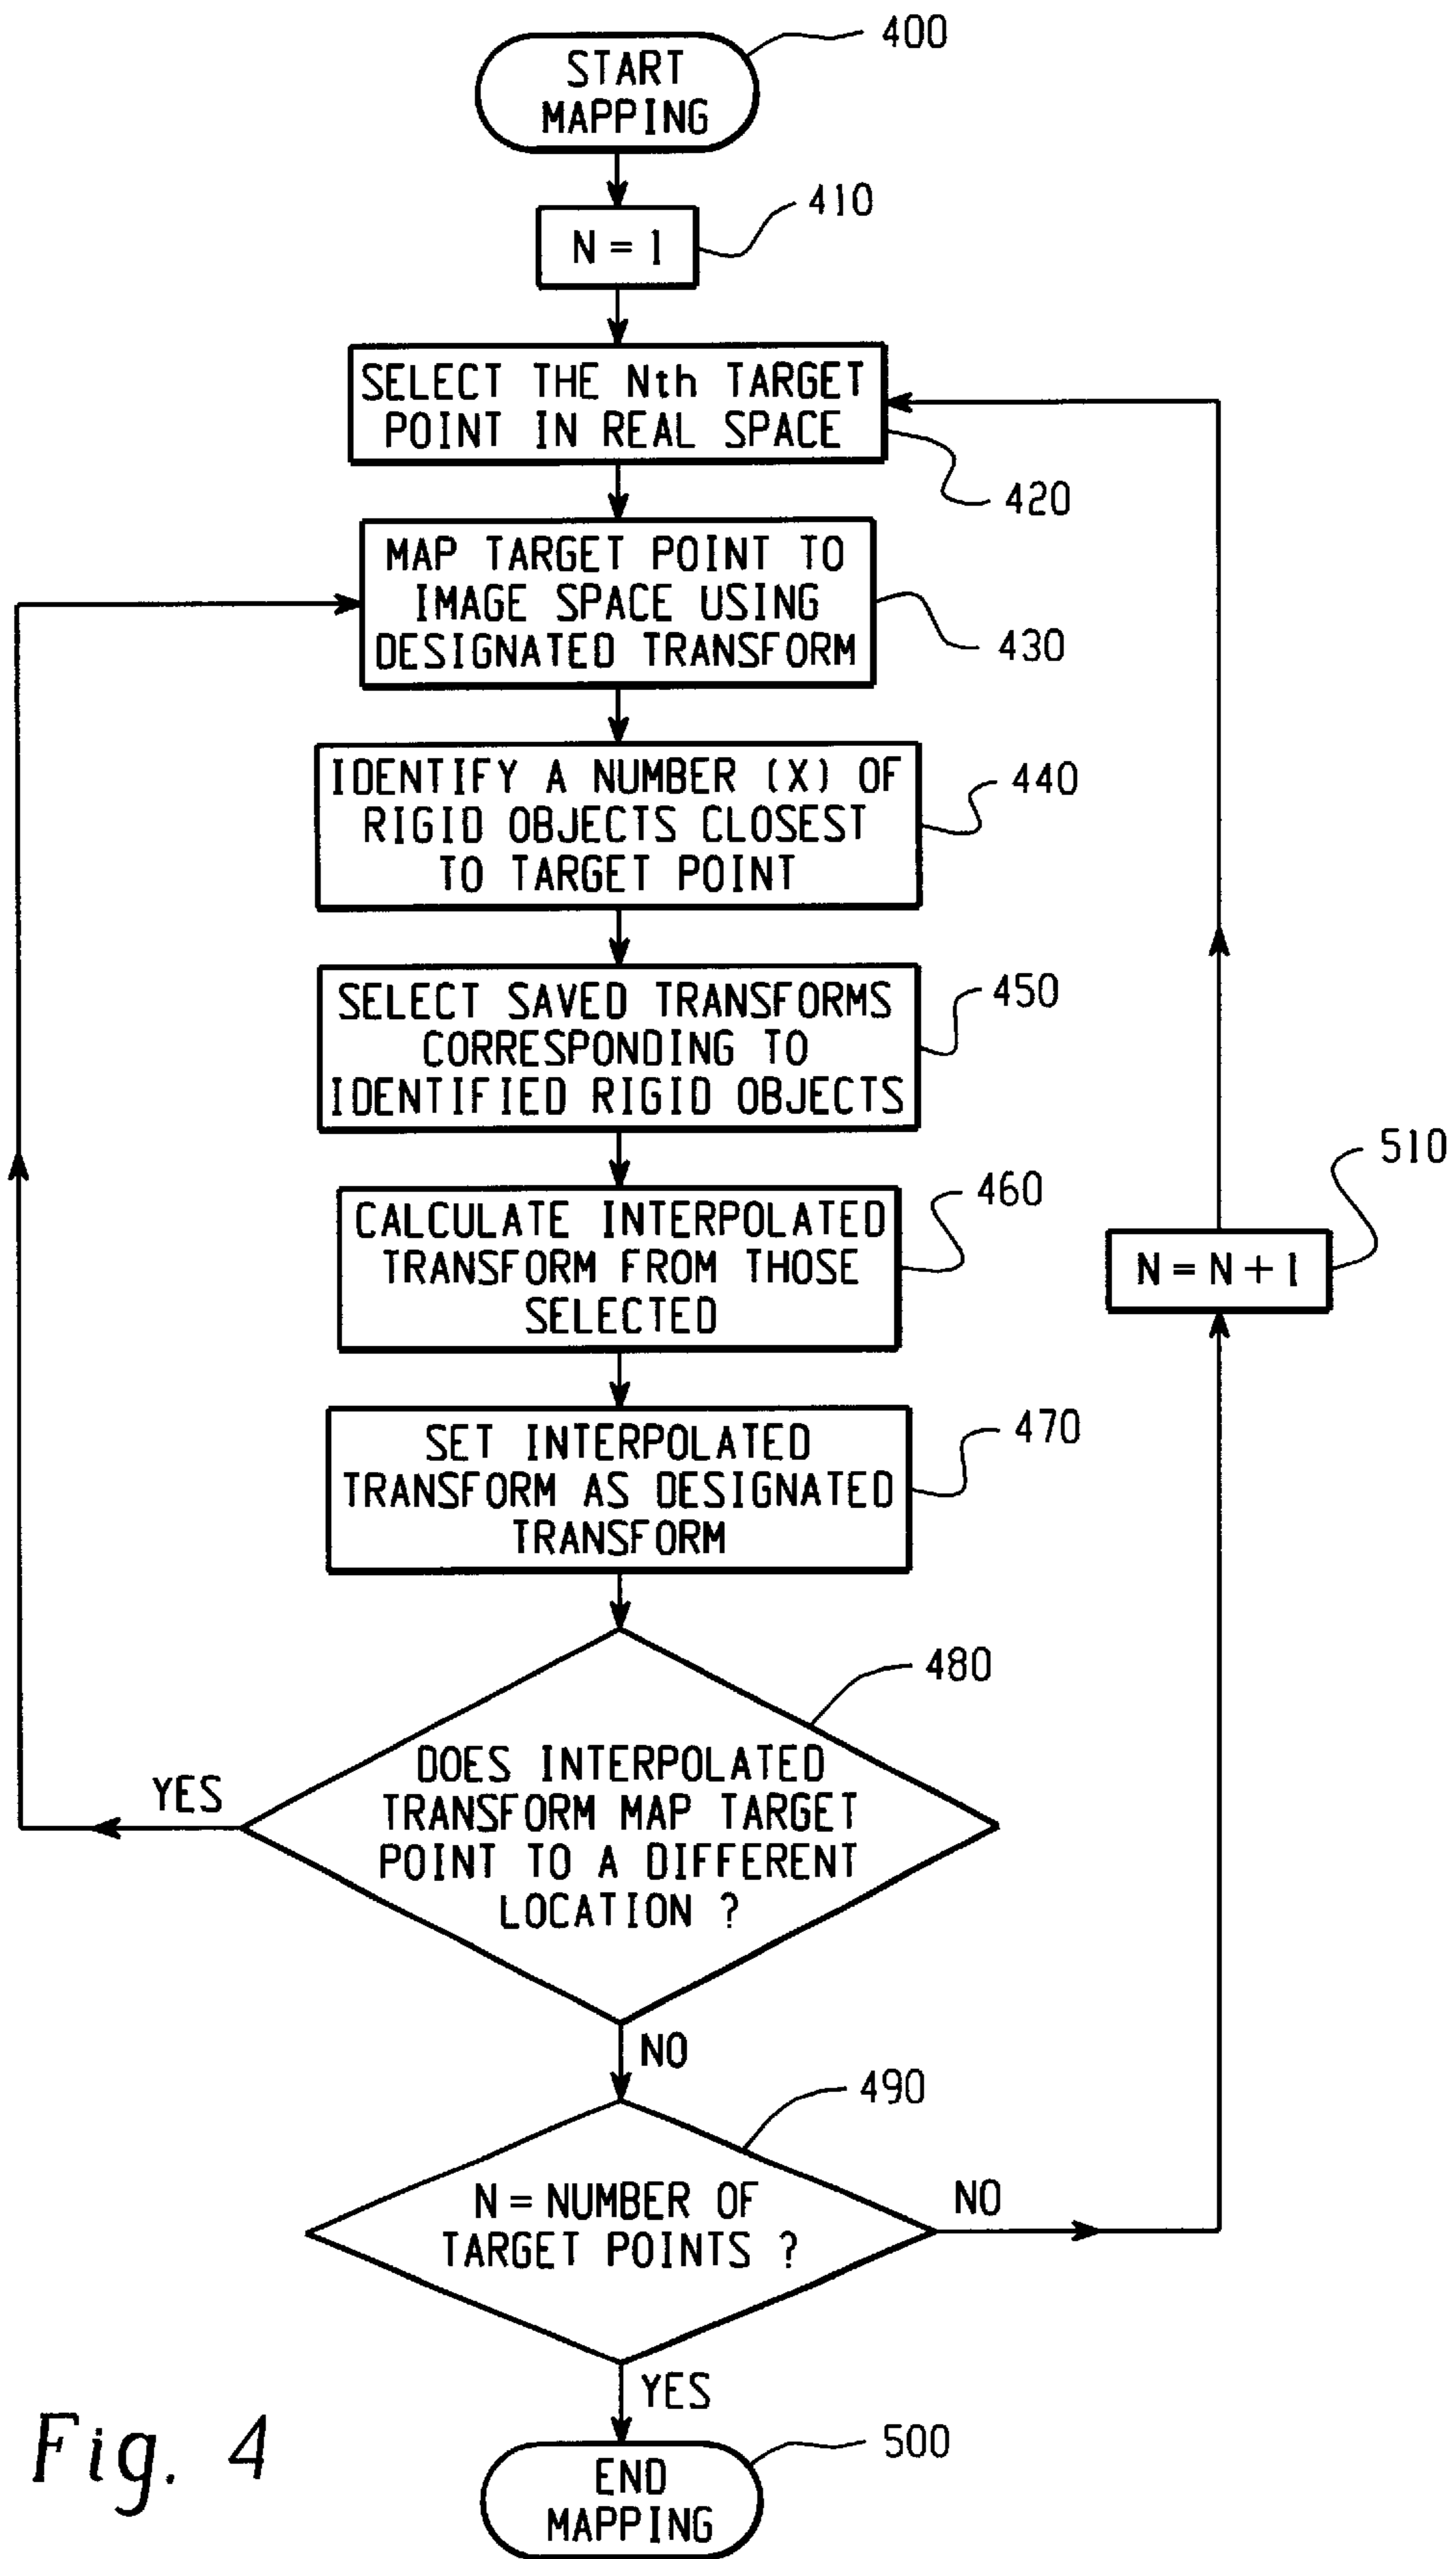 400
START
MAPPING
410
N = 1
SELECT THE Nth TARGET
POINT IN REAL SPACE
420
MAP TARGET POINT TO
IMAGE SPACE USING
DESIGNATED TRANSFORM
430
IDENTIFY A NUMBER (X) OF
RIGID OBJECTS CLOSEST
TO TARGET POINT
440
SELECT SAVED TRANSFORMS
CORRESPONDING TO
IDENTIFIED RIGID OBJECTS
450
CALCULATE INTERPOLATED
TRANSFORM FROM THOSE
SELECTED
460
510
N = N + 1
SET INTERPOLATED
TRANSFORM AS DESIGNATED
TRANSFORM
470
480
DOES INTERPOLATED
TRANSFORM MAP TARGET
POINT TO A DIFFERENT
LOCATION ?
YES
NO
490
N = NUMBER OF
TARGET POINTS ?
NO
YES
500
END
MAPPING
Fig. 4